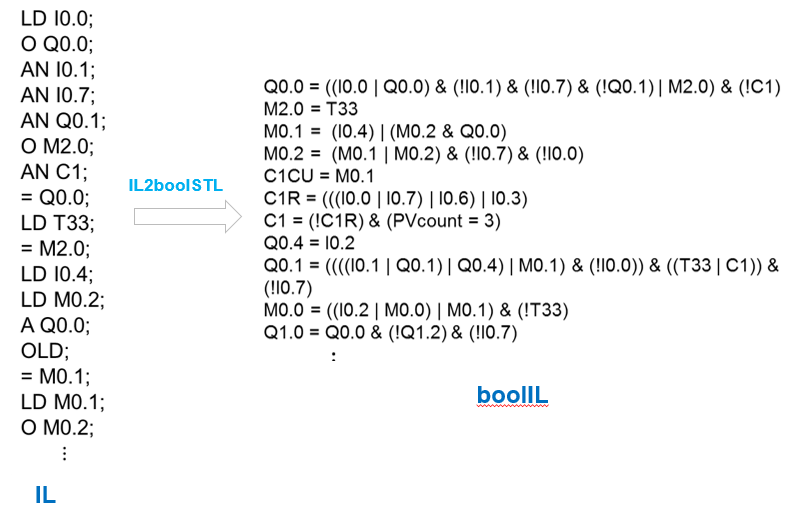 LD I0.0;
O Q0.0;
AN I0.1;
AN I0.7;
AN Q0.1;
O M2.0;
AN C1;
= Q0.0;
LD T33;
= M2.0;
LD I0.4;
LD M0.2;
A Q0.0;
OLD;
= M0.1;
LD M0.1;
O M0.2;
⋮
IL
IL2boolSTL
Q0.0 = ((I0.0 | Q0.0) & (!I0.1) & (!I0.7) & (!Q0.1) | M2.0) & (!C1)
M2.0 = T33
M0.1 = (I0.4) | (M0.2 & Q0.0)
M0.2 = (M0.1 | M0.2) & (!I0.7) & (!I0.0)
C1CU = M0.1
C1R = (((I0.0 | I0.7) | I0.6) | I0.3)
C1 = (!C1R) & (PVcount = 3)
Q0.4 = I0.2
Q0.1 = ((((I0.1 | Q0.1) | Q0.4) | M0.1) & (!I0.0)) & ((T33 | C1)) &
(!I0.7)
M0.0 = ((I0.2 | M0.0) | M0.1) & (!T33)
Q1.0 = Q0.0 & (!Q1.2) & (!I0.7)
⋮
boolIL